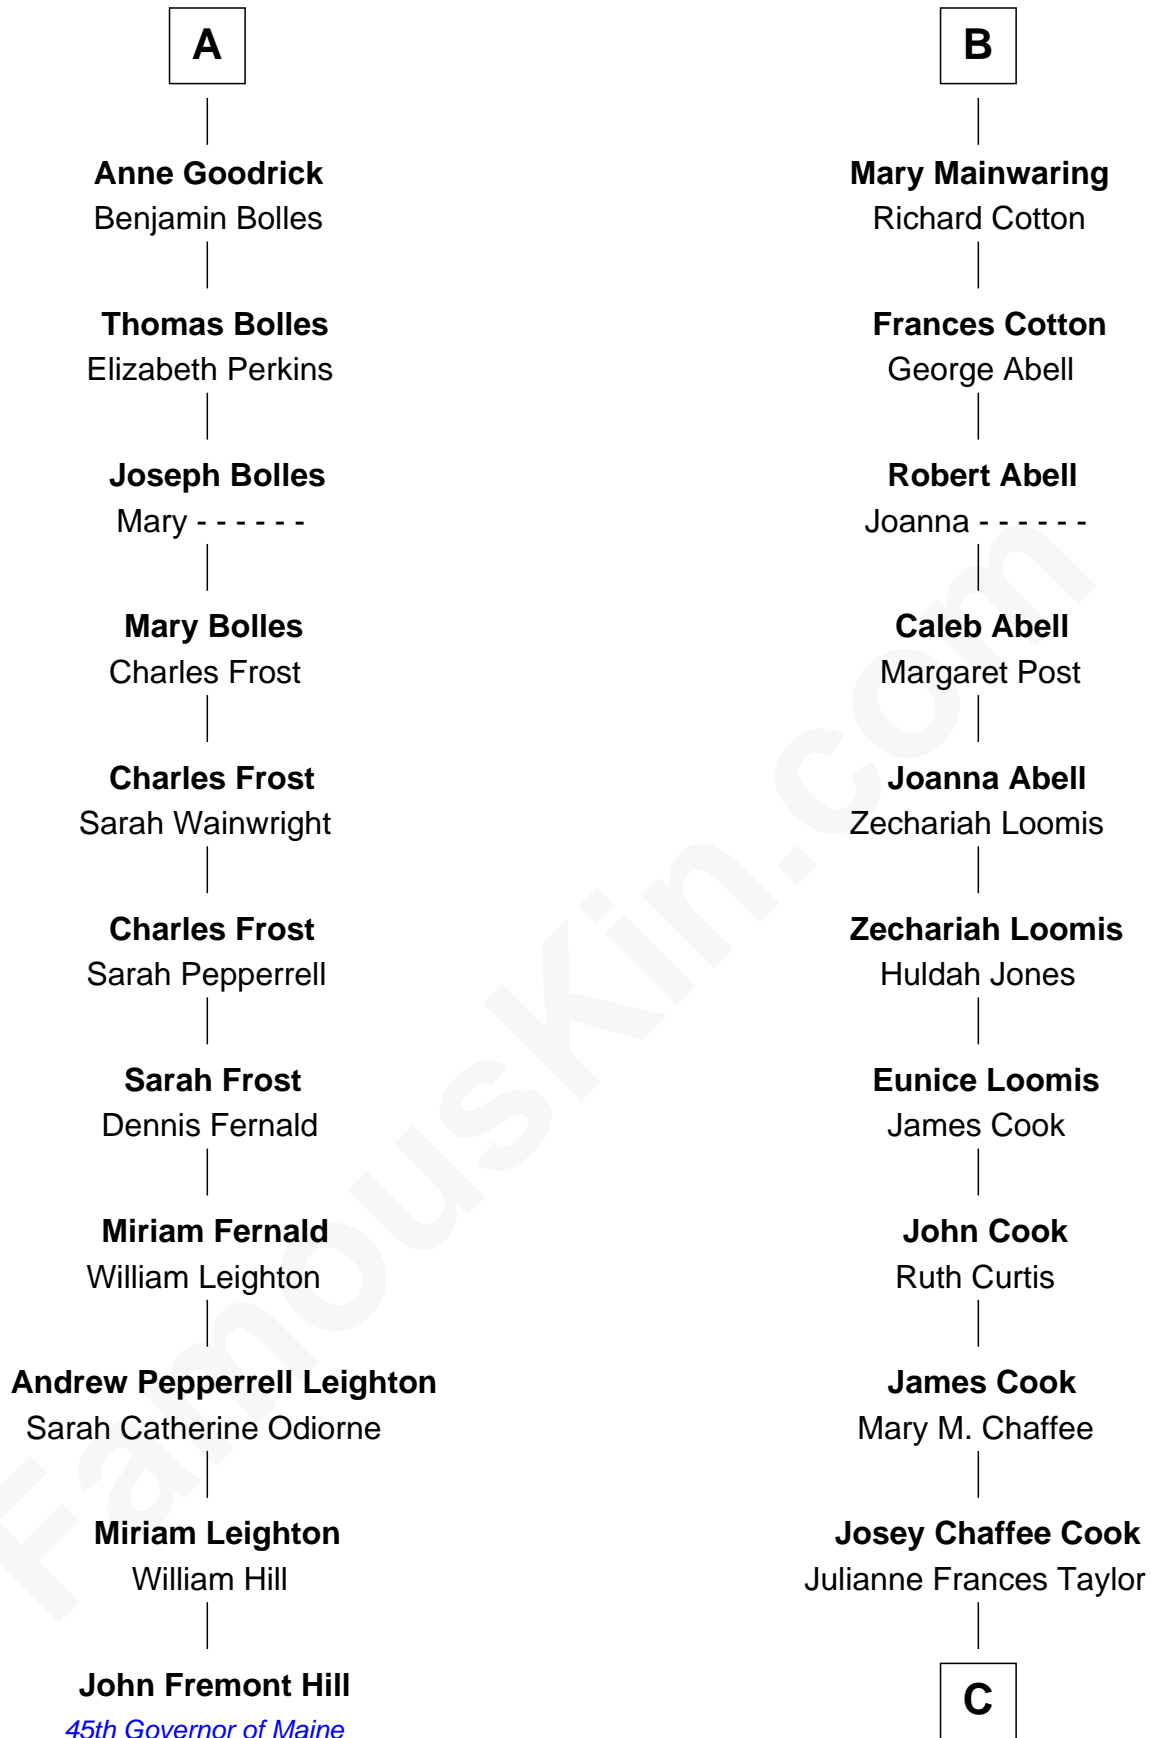 A
Anne Goodrick
Benjamin Bolles
Thomas Bolles
Elizabeth Perkins
Joseph Bolles
Mary - - - - - -
Mary Bolles
Charles Frost
Charles Frost
Sarah Wainwright
Charles Frost
Sarah Pepperrell
Sarah Frost
Dennis Fernald
Miriam Fernald
William Leighton
Andrew Pepperrell Leighton
Sarah Catherine Odiorne
Miriam Leighton
William Hill
John Fremont Hill
45th Governor of Maine
B
Mary Mainwaring
Richard Cotton
Frances Cotton
George Abell
Robert Abell
Joanna - - - - - -
Caleb Abell
Margaret Post
Joanna Abell
Zechariah Loomis
Zechariah Loomis
Huldah Jones
Eunice Loomis
James Cook
John Cook
Ruth Curtis
James Cook
Mary M. Chaffee
Josey Chaffee Cook
Julianne Frances Taylor
C
FamousKin.com